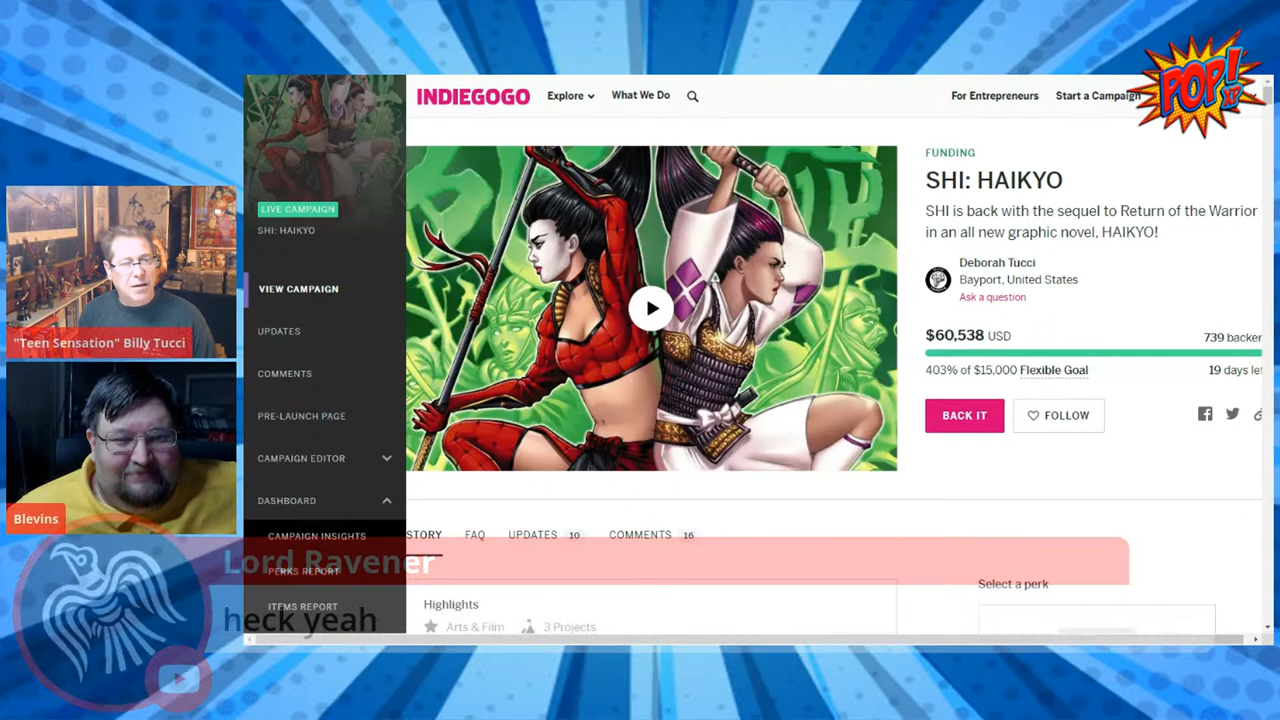 POP!
XP
INDIEGOGO
Explore
What We Do
For Entrepreneurs
Start a Campaign
LIVE CAMPAIGN
SHI: HAIKYO
VIEW CAMPAIGN
UPDATES
COMMENTS
PRE-LAUNCH PAGE
CAMPAIGN EDITOR
DASHBOARD
CAMPAIGN INSIGHTS
PERKS REPORT
ITEMS REPORT
FUNDING
SHI: HAIKYO
SHI is back with the sequel to Return of the Warrior
in an all new graphic novel, HAIKYO!
Deborah Tucci
Bayport, United States
Ask a question
$60,538 USD
739 backer
403% of $15,000 Flexible Goal
19 days lef
BACK IT
FOLLOW
"Teen Sensation" Billy Tucci
Blevins
STORY
FAQ
UPDATES 10
COMMENTS 16
Lord Ravener
heck yeah
Select a perk
Highlights
Arts & Film
3 Projects